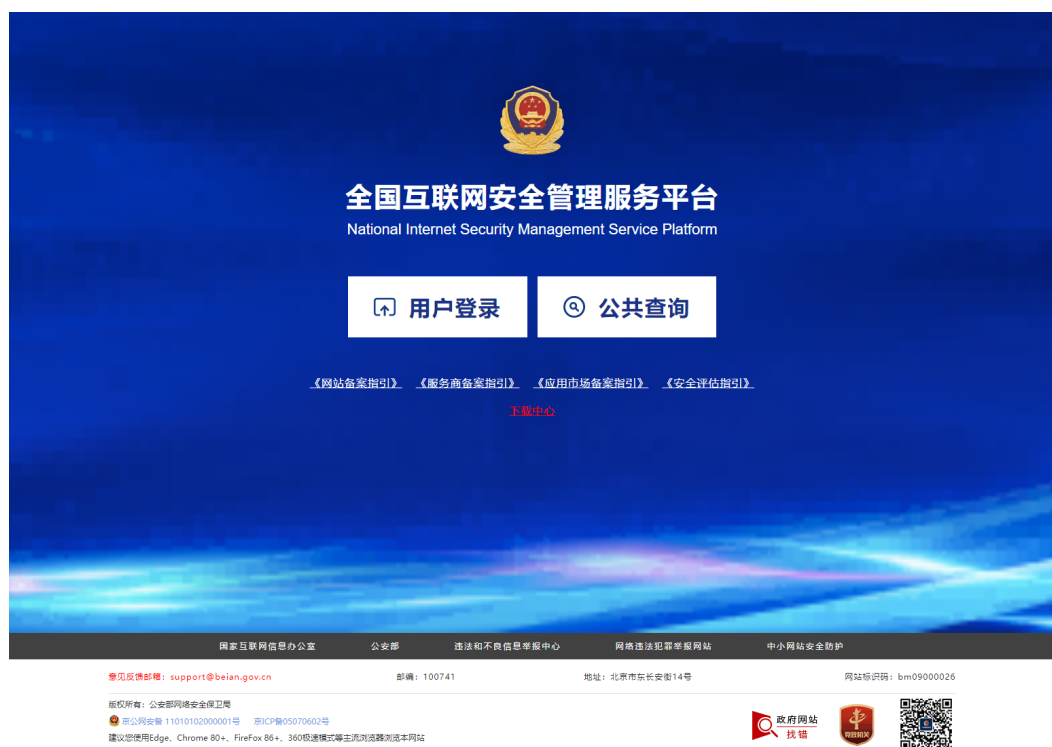 全国互联网安全管理服务平台
National Internet Security Management Service Platform
用户登录 公共查询
《网站备案指引》 《服务商备案指引》 《应用市场备案指引》 《安全评估指引》
下载中心
国家互联网信息办公室 公安部 违法和不良信息举报中心 网络违法犯罪举报网站 中小网站安全防护
意见反馈邮箱：support@beian.gov.cn 邮编：100741 地址：北京市东长安街14号 网站标识码：bm09000026
版权所有：公安部网络安全保卫局
京公网安备 11010102000001号 京ICP备05070602号
建议您使用Edge、Chrome 80+、FireFox 86+、360极速模式等主流浏览器浏览本网站
政府网站
找错
党政机关